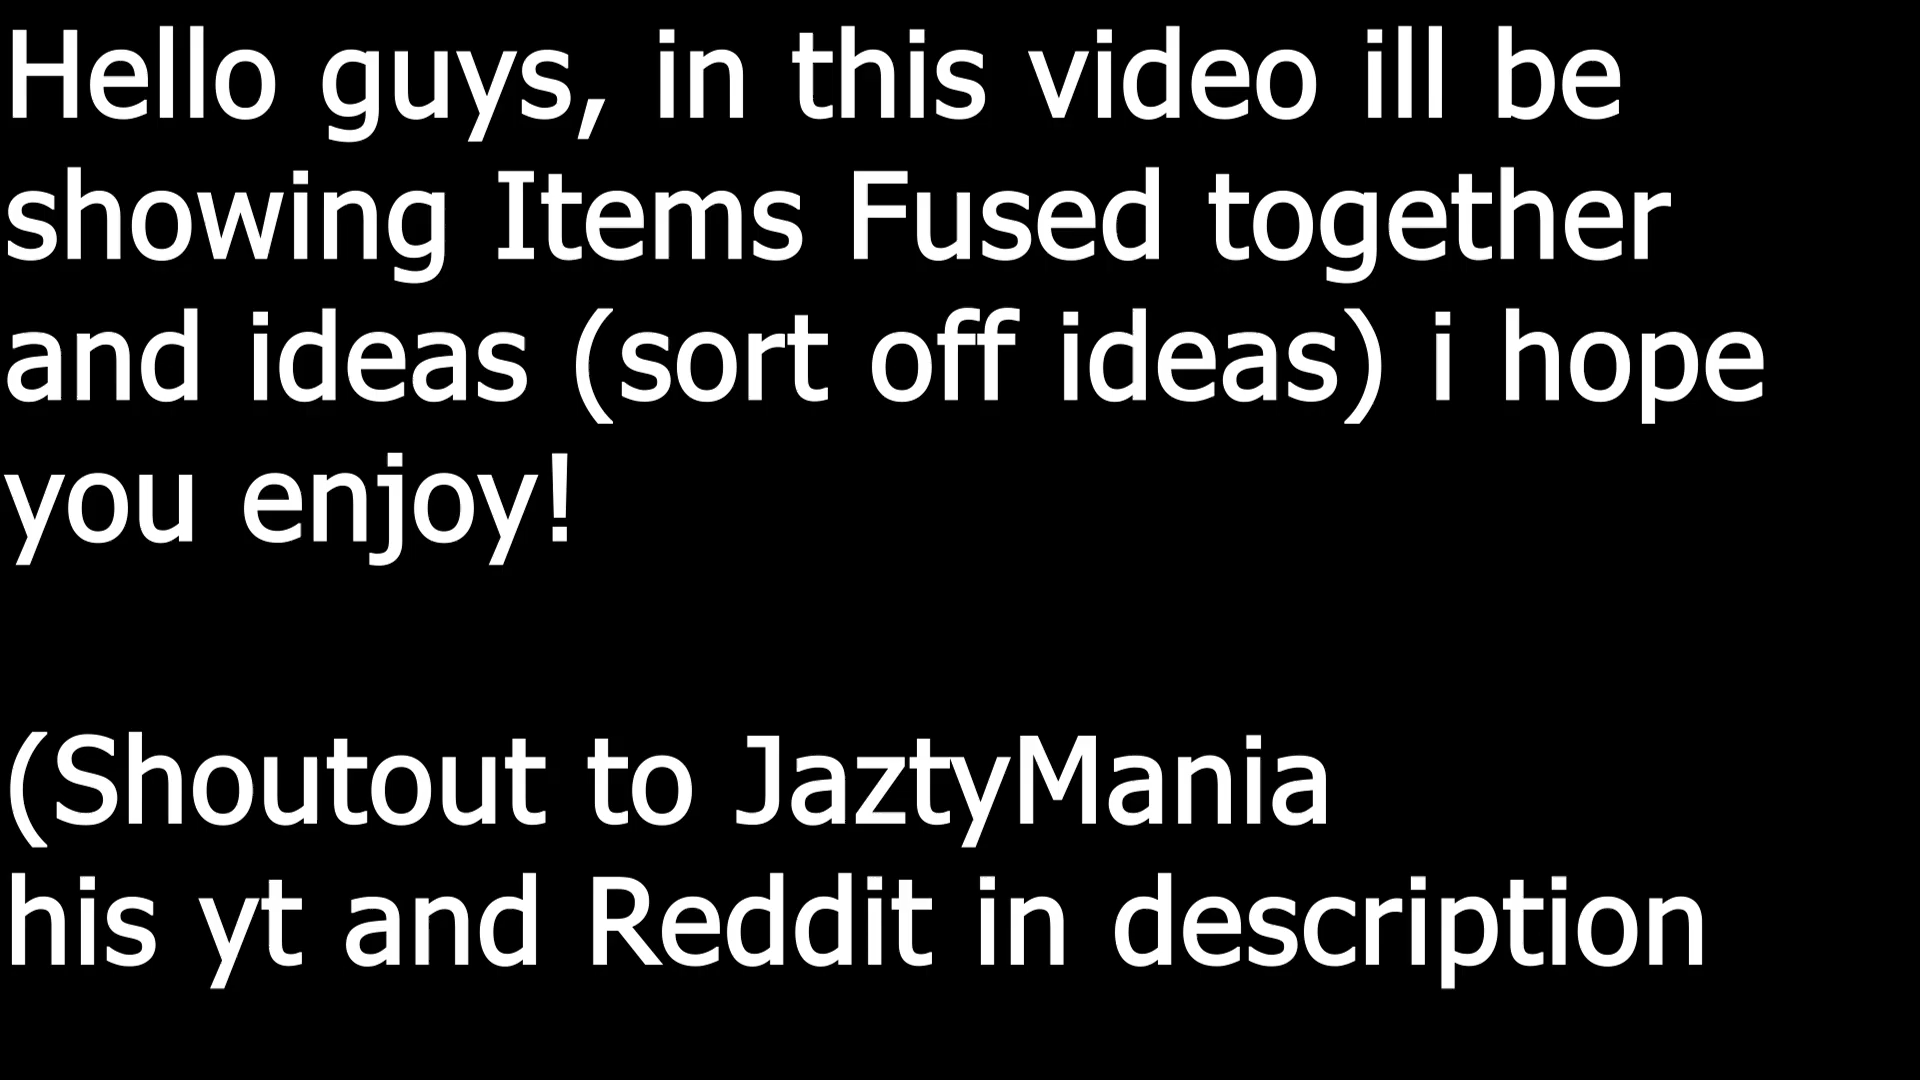 Hello guys, in this video ill be
showing Items Fused together
and ideas (sort off ideas) i hope
you enjoy!
(Shoutout to JaztyMania
his yt and Reddit in description